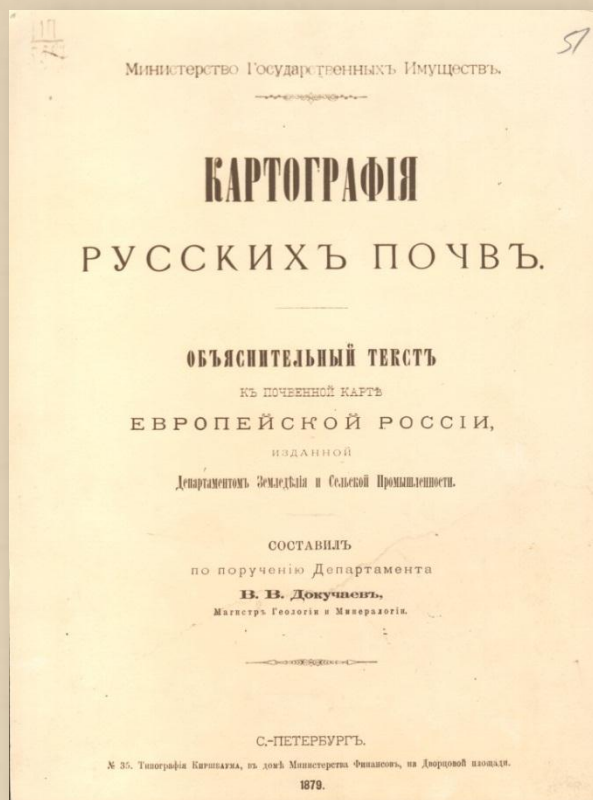 51
Министерство Государственныхъ Имуществъ.
КАРТОГРАФІЯ
РУССКИХЪ ПОЧВЪ.
ОБЪЯСНИТЕЛЬНЫЙ ТЕКСТЪ
КЪ ПОЧВЕННОЙ КАРТѢ
ЕВРОПЕЙСКОЙ РОССІИ,
ИЗДАННОЙ
Департаментомъ Земледѣлія и Сельской Промышленности.
СОСТАВИЛЪ
по порученію Департамента
В. В. Докучаевъ,
Магистръ Геологіи и Минералогіи.
С.-ПЕТЕРБУРГЪ.
№ 35. Типографія Киршбаума, въ домѣ Министерства Финансовъ, на Дворцовой площади.
1879.